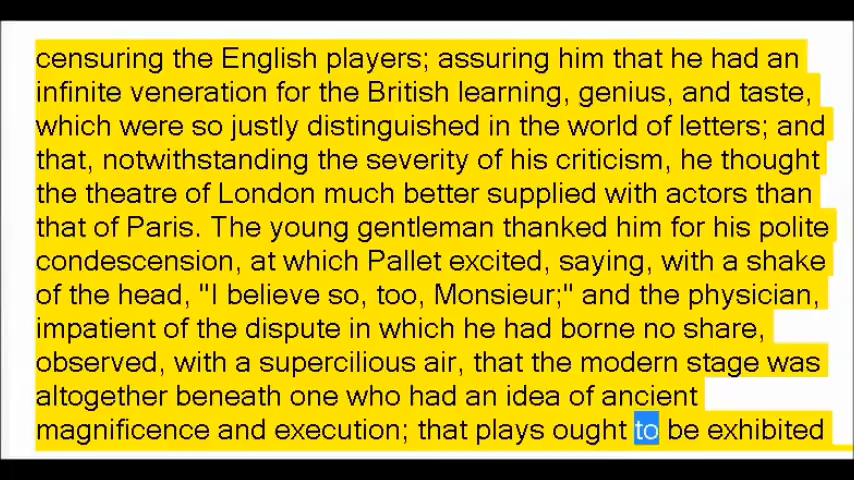 censuring the English players; assuring him that he had an
infinite veneration for the British learning, genius, and taste,
which were so justly distinguished in the world of letters; and
that, notwithstanding the severity of his criticism, he thought
the theatre of London much better supplied with actors than
that of Paris. The young gentleman thanked him for his polite
condescension, at which Pallet excited, saying, with a shake
of the head, "I believe so, too, Monsieur;" and the physician,
impatient of the dispute in which he had borne no share,
observed, with a supercilious air, that the modern stage was
altogether beneath one who had an idea of ancient
magnificence and execution; that plays ought to be exhibited